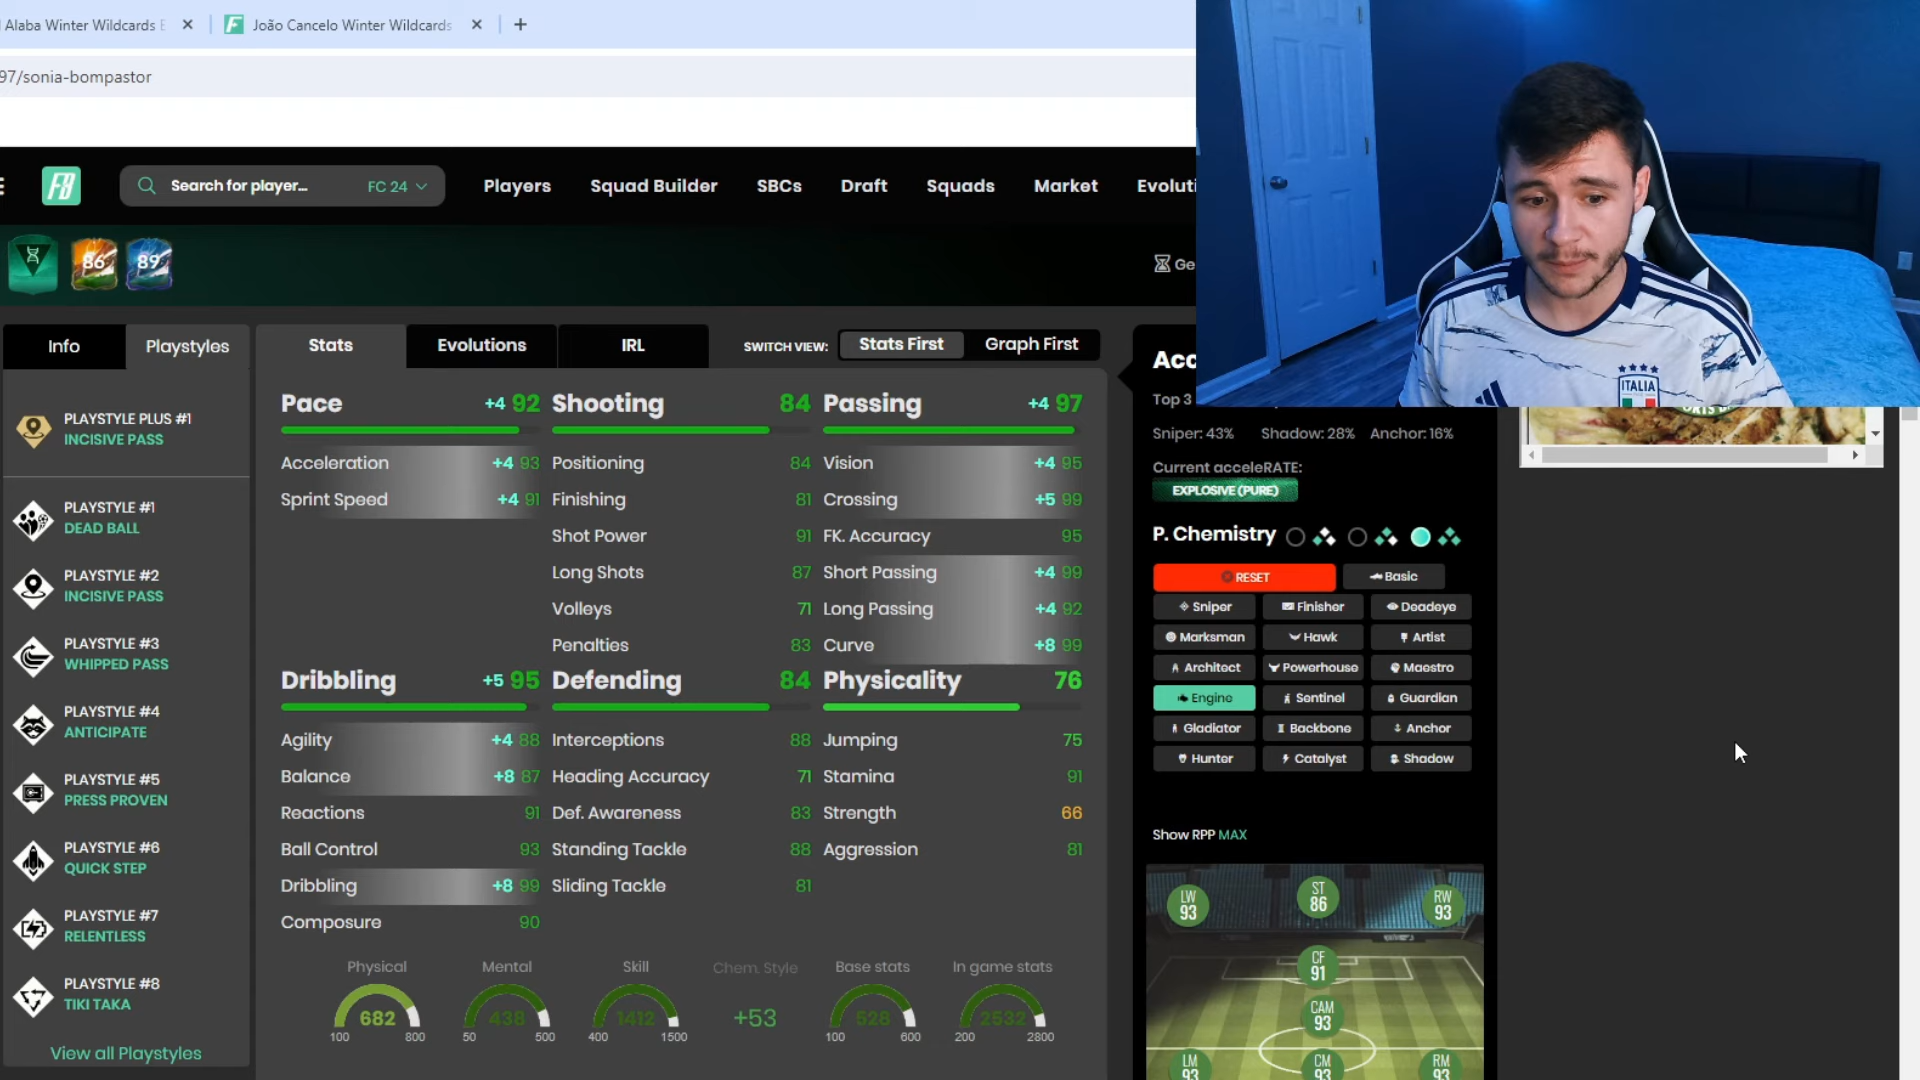 Alaba Winter Wildcards
João Cancelo Winter Wildcards
97/sonia-bompastor
F8
Search for player... FC 24
Players Squad Builder SBCs Draft Squads Market Evoluti
86 89 Ge
Info Playstyles
Stats Evolutions IRL SWITCH VIEW: Stats First Graph First
PLAYSTYLE PLUS #1
INCISIVE PASS
PLAYSTYLE #1
DEAD BALL
PLAYSTYLE #2
INCISIVE PASS
PLAYSTYLE #3
WHIPPED PASS
PLAYSTYLE #4
ANTICIPATE
PLAYSTYLE #5
PRESS PROVEN
PLAYSTYLE #6
QUICK STEP
PLAYSTYLE #7
RELENTLESS
PLAYSTYLE #8
TIKI TAKA
View all Playstyles
Pace +4 92
Acceleration +4 93
Sprint Speed +4 91
Shooting 84
Positioning 84
Finishing 81
Shot Power 91
Long Shots 87
Volleys 71
Penalties 83
Passing +4 97
Vision +4 95
Crossing +5 99
FK. Accuracy 95
Short Passing +4 99
Long Passing +4 92
Curve +8 99
Dribbling +5 95
Agility +4 88
Balance +8 87
Reactions 91
Ball Control 93
Dribbling +8 99
Composure 90
Defending 84
Interceptions 88
Heading Accuracy 71
Def. Awareness 83
Standing Tackle 88
Sliding Tackle 81
Physicality 76
Jumping 75
Stamina 91
Strength 66
Aggression 81
Physical
682
100 800
Mental
438
50 500
Skill
1412
400 1500
Chem. Style
+53
Base stats
528
100 600
In game stats
2532
200 2800
Acc
Top 3
Sniper: 43% Shadow: 28% Anchor: 16%
Current acceleRATE:
EXPLOSIVE (PURE)
P. Chemistry
RESET Basic
Sniper Finisher Deadeye
Marksman Hawk Artist
Architect Powerhouse Maestro
Engine Sentinel Guardian
Gladiator Backbone Anchor
Hunter Catalyst Shadow
Show RPP MAX
LW
93
ST
86
RW
93
CF
91
CAM
93
LM
93
CM
93
RM
93
ITALIA